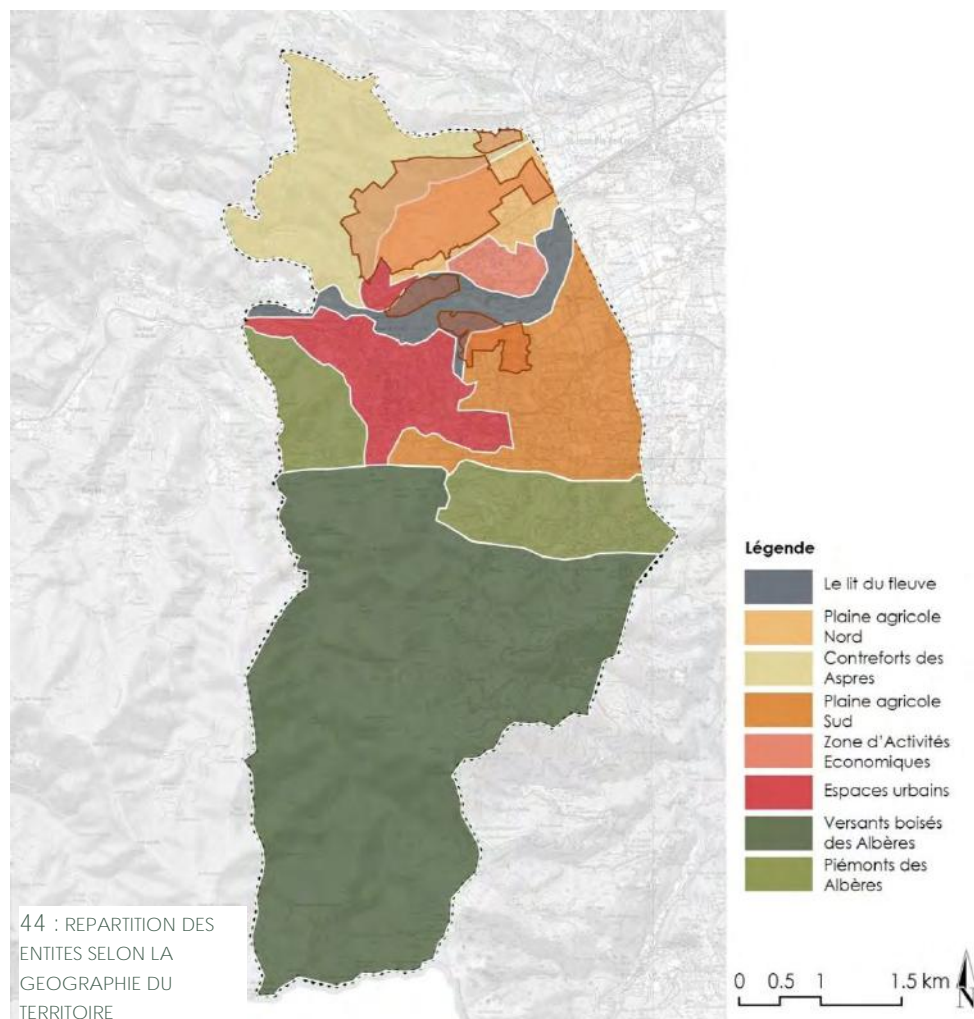 Légende
Le lit du fleuve
Plaine agricole
Nord
Contreforts des
Aspres
Plaine agricole
Sud
Zone d'Activités
Economiques
Espaces urbains
Versants boisés
des Albères
Piémonts des
Albères
44 : REPARTITION DES
ENTITES SELON LA
GEOGRAPHIE DU
TERRITOIRE
0 0.5 1 1.5 km
N